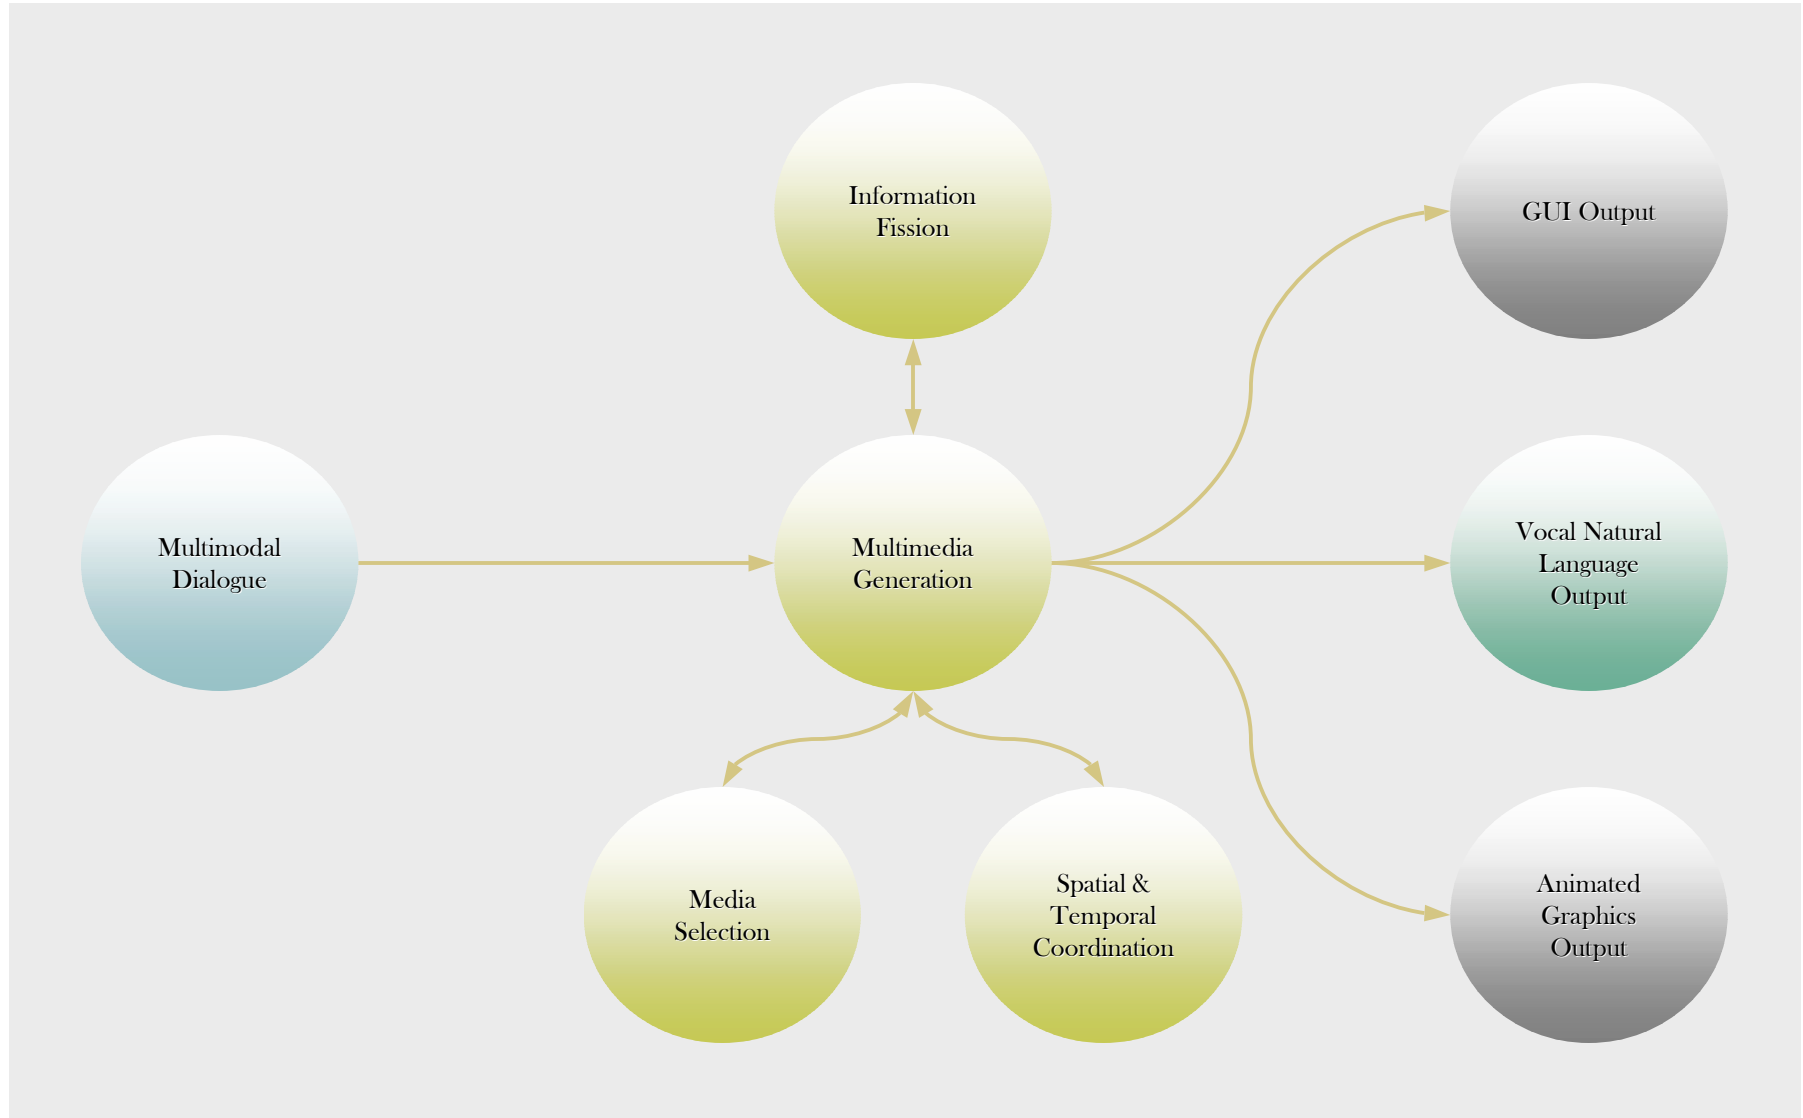 Information
Fission
GUI Output
Multimodal
Dialogue
Multimedia
Generation
Vocal Natural
Language
Output
Media
Selection
Spatial &
Temporal
Coordination
Animated
Graphics
Output